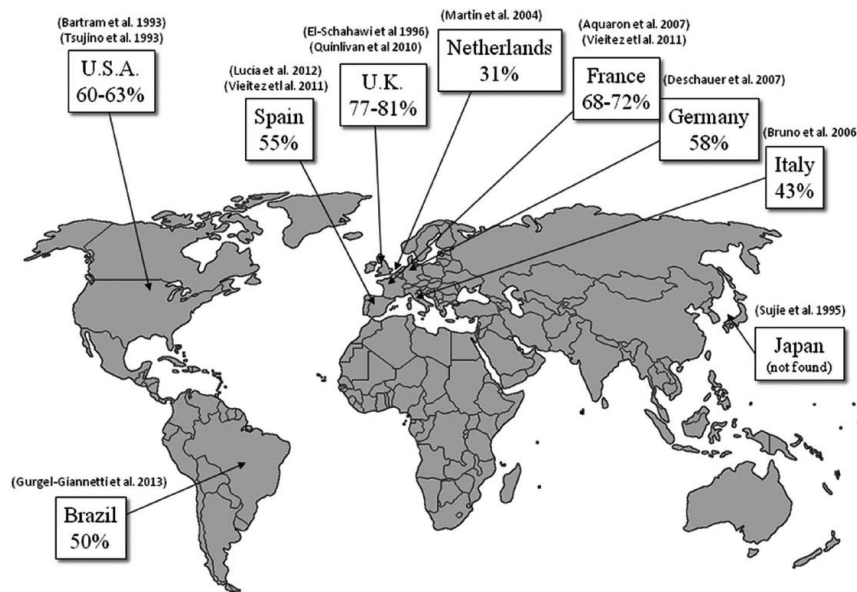 (Bartram et al. 1993)
(Tsujino et al. 1993)
U.S.A.
60-63%
(Lucia et al. 2012)
(Vieitez etl al. 2011)
Spain
55%
(El-Schahawi et al 1996)
(Quinlivan et al 2010)
U.K.
77-81%
(Martin et al. 2004)
Netherlands
31%
(Aquaron et al. 2007)
(Vieitez etl al. 2011)
France
68-72%
(Deschauer et al. 2007)
Germany
58%
(Bruno et al. 2006
Italy
43%
(Sujie et al. 1995)
Japan
(not found)
(Gurgel-Giannetti et al. 2013)
Brazil
50%